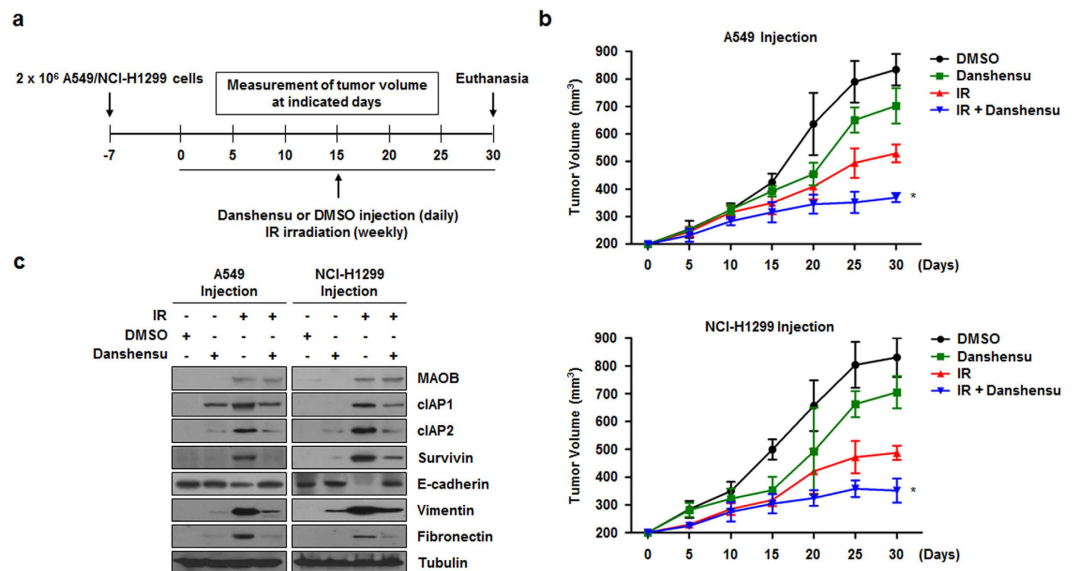 a
2 x 10⁶ A549/NCI-H1299 cells
Measurement of tumor volume
at indicated days
Euthanasia
-7 0 5 10 15 20 25 30
Danshensu or DMSO injection (daily)
IR irradiation (weekly)
b
A549 Injection
Tumor Volume (mm³)
900
800
700
600
500
400
300
200
0 5 10 15 20 25 30 (Days)
DMSO
Danshensu
IR
IR + Danshensu
*
NCI-H1299 Injection
Tumor Volume (mm³)
900
800
700
600
500
400
300
200
0 5 10 15 20 25 30 (Days)
DMSO
Danshensu
IR
IR + Danshensu
*
c
A549
Injection
NCI-H1299
Injection
IR - - + + - - + +
DMSO + - - - + - - -
Danshensu - + - + - + - +
MAOB
cIAP1
cIAP2
Survivin
E-cadherin
Vimentin
Fibronectin
Tubulin